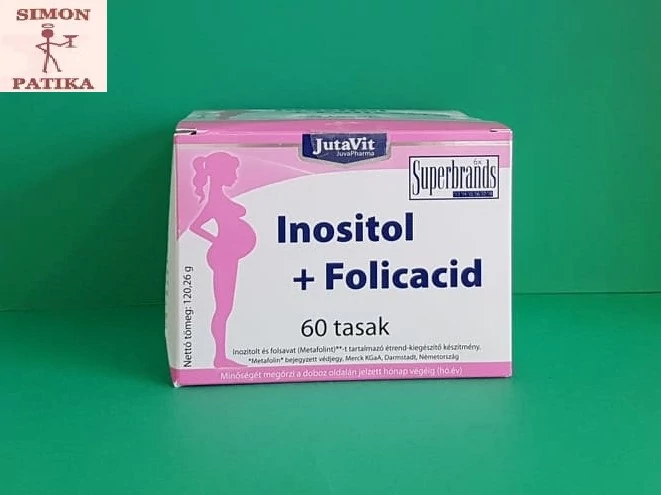 SIMON
PATIKA
JutaVit
JuvaPharma
6x
Superbrands
Inositol
+ Folicacid
60 tasak
Nettó tömeg: 120,26 g
Inozitolt és folsavat (Metafolint)**-t tartalmazó étrend-kiegészítő készítmény.
*Metafolin* bejegyzett védjegy, Merck KGaA, Darmstadt, Németország
Minőségét megőrzi a doboz oldalán jelzett hónap végéig (hó.év)